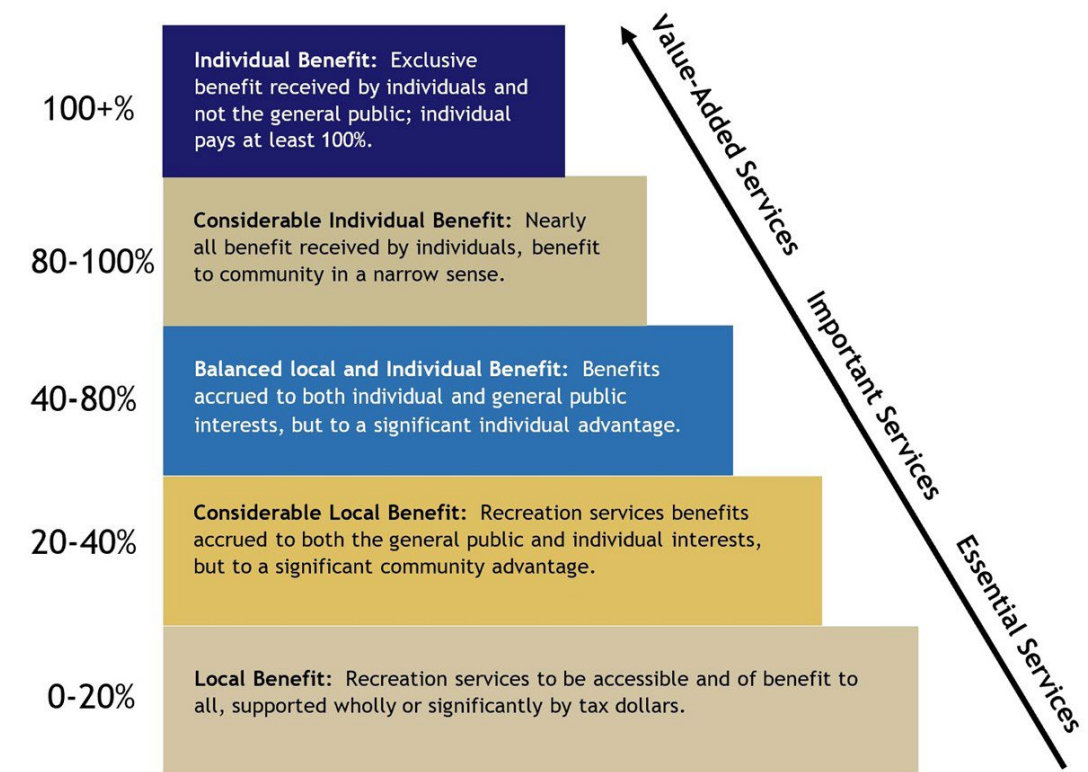 100+%
Individual Benefit: Exclusive
benefit received by individuals and
not the general public; individual
pays at least 100%.
80-100%
Considerable Individual Benefit: Nearly
all benefit received by individuals, benefit
to community in a narrow sense.
40-80%
Balanced local and Individual Benefit: Benefits
accrued to both individual and general public
interests, but to a significant individual advantage.
20-40%
Considerable Local Benefit: Recreation services benefits
accrued to both the general public and individual interests,
but to a significant community advantage.
0-20%
Local Benefit: Recreation services to be accessible and of benefit to
all, supported wholly or significantly by tax dollars.
Value-Added Services
Important Services
Essential Services